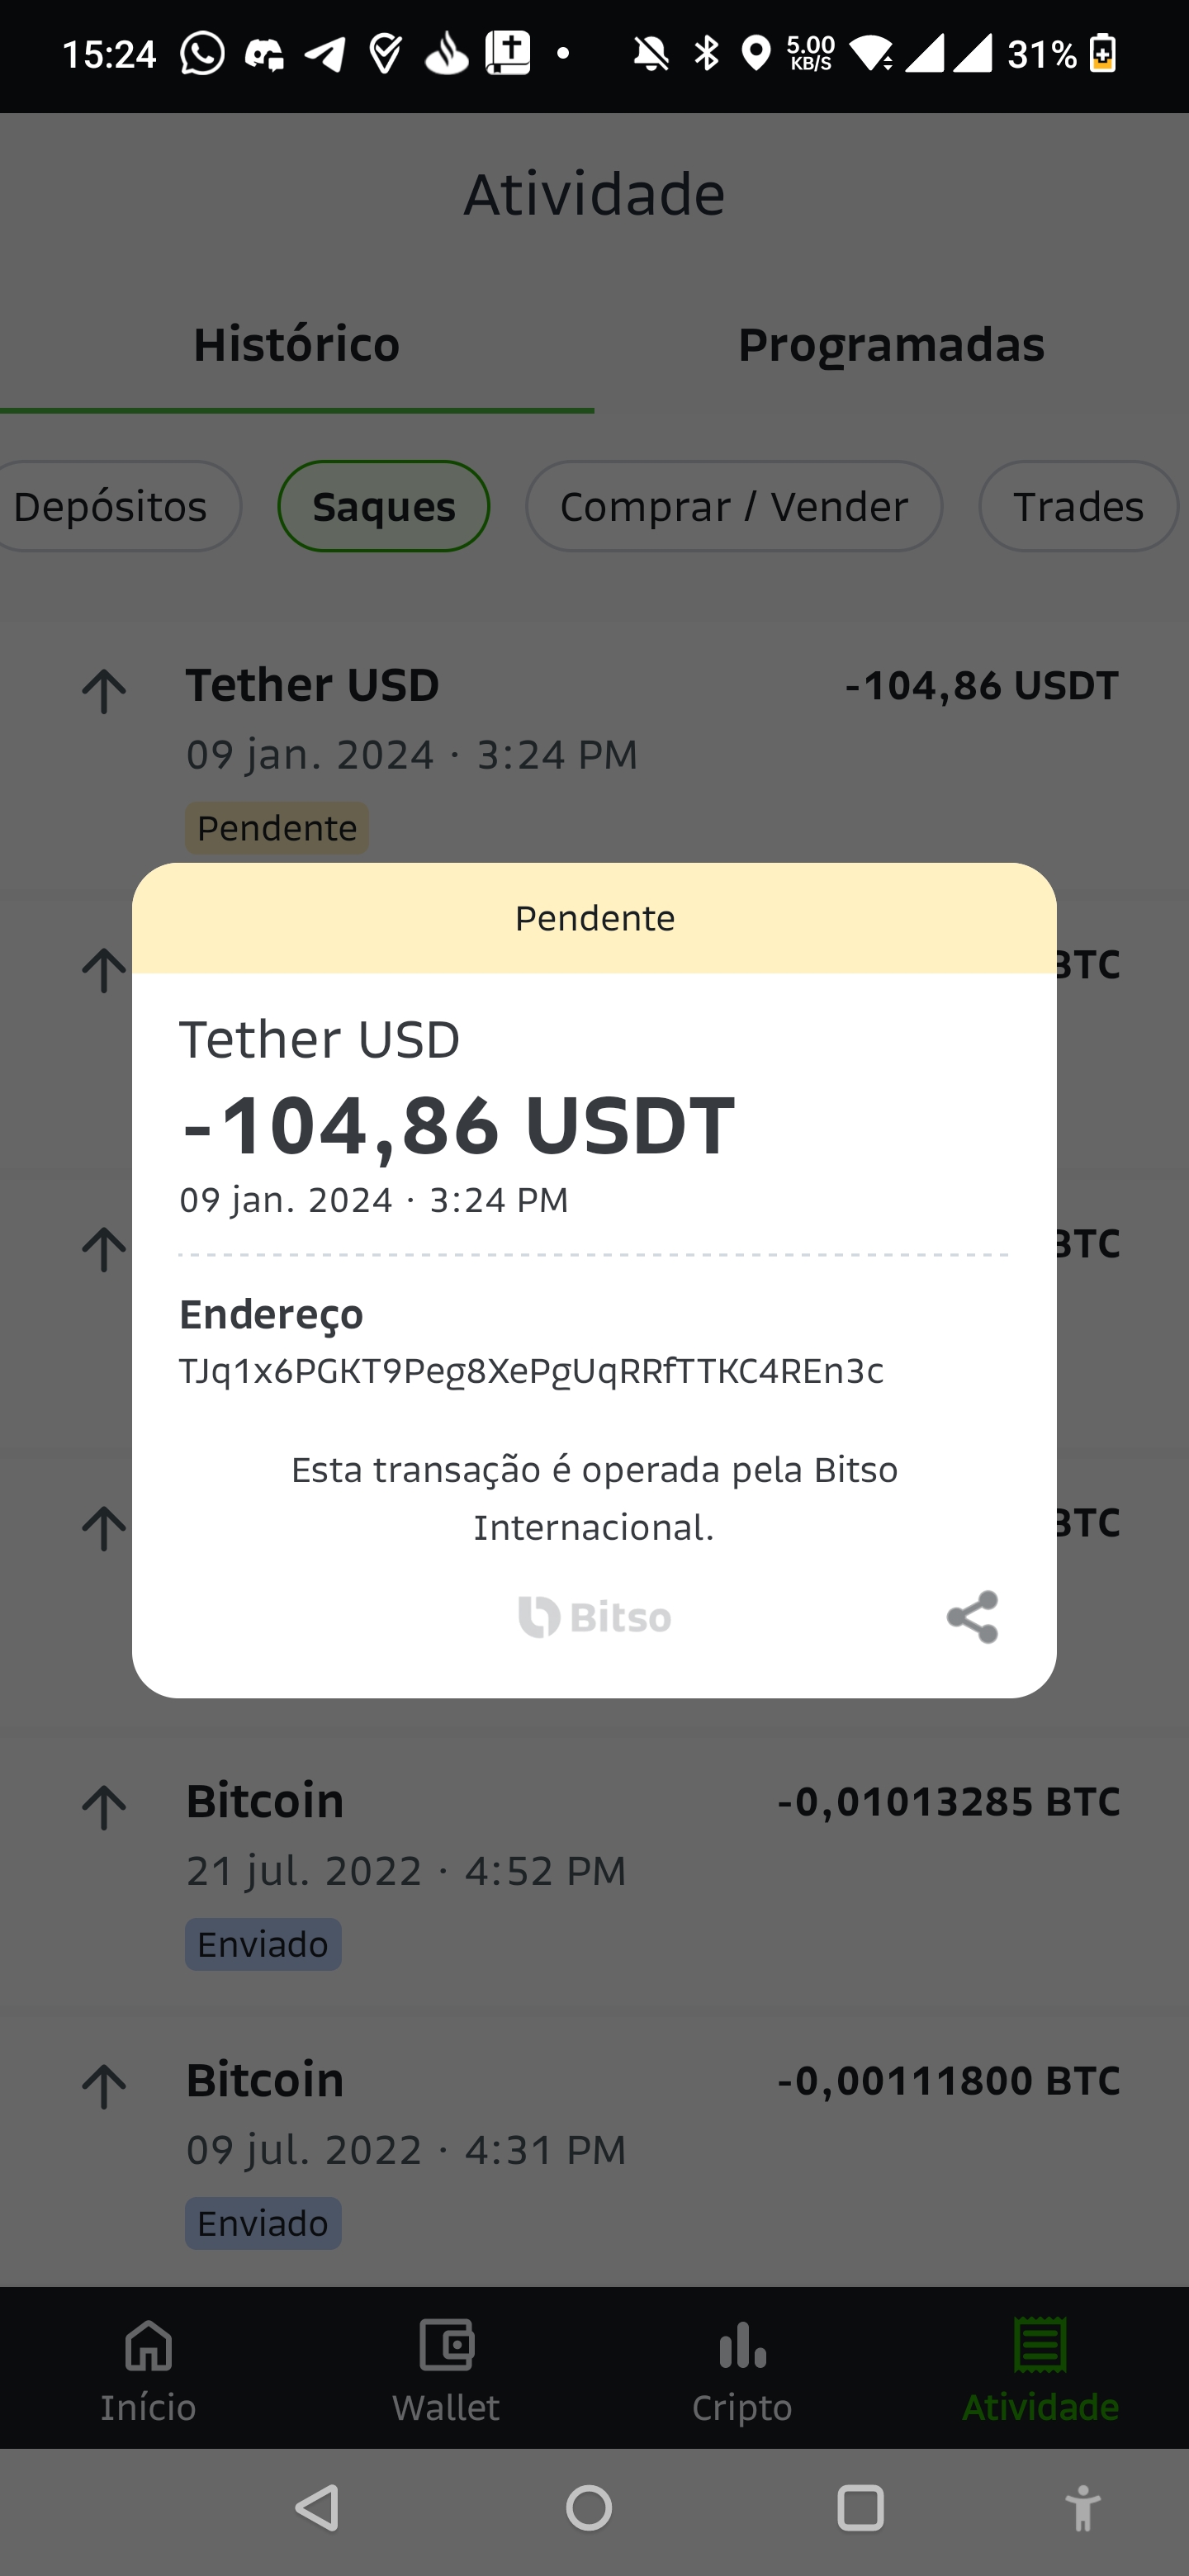 15:24
5.00
KB/S
31%
Atividade
Histórico
Programadas
Depósitos
Saques
Comprar / Vender
Trades
Tether USD
-104,86 USDT
09 jan. 2024 · 3:24 PM
Pendente
Pendente
BTC
Tether USD
-104,86 USDT
09 jan. 2024 · 3:24 PM
BTC
Endereço
TJq1x6PGKT9Peg8XePgUqRRfTTKC4REn3c
Esta transação é operada pela Bitso
BTC
Internacional.
Bitso
Bitcoin
-0,01013285 BTC
21 jul. 2022 · 4:52 PM
Enviado
Bitcoin
-0,00111800 BTC
09 jul. 2022 · 4:31 PM
Enviado
Início
Wallet
Cripto
Atividade